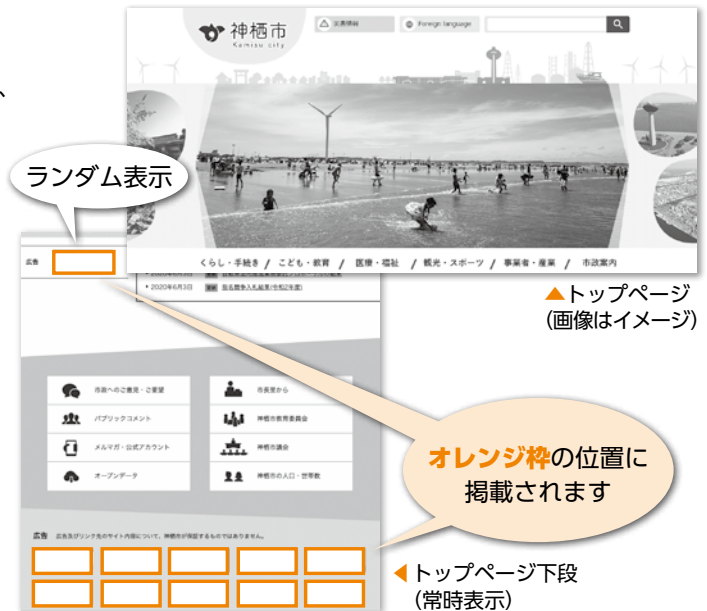 、
神栖市
Kamisu city
災害情報
Foreign language
ランダム表示
くらし・手続き / こども・教育 / 医療・福祉 / 観光・スポーツ / 事業者・産業 / 市政案内
広告
2020年6月3日 指名競争入札結果(令和2年度)
▲トップページ
(画像はイメージ)
市政へのご意見・ご要望
市長室から
パブリックコメント
神栖市教育委員会
メルマガ・公式アカウント
神栖市議会
オープンデータ
神栖市の人口・世帯数
オレンジ枠の位置に
掲載されます
広告 広告及びリンク先のサイト内容について、神栖市が保証するものではありません。
◀トップページ下段
(常時表示)